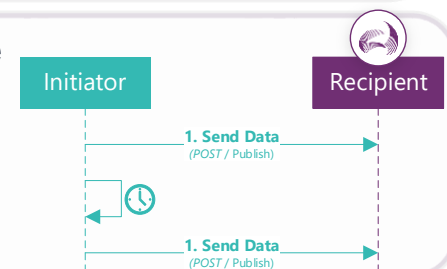 e
Initiator
Recipient
1. Send Data
(POST / Publish)
1. Send Data
(POST / Publish)